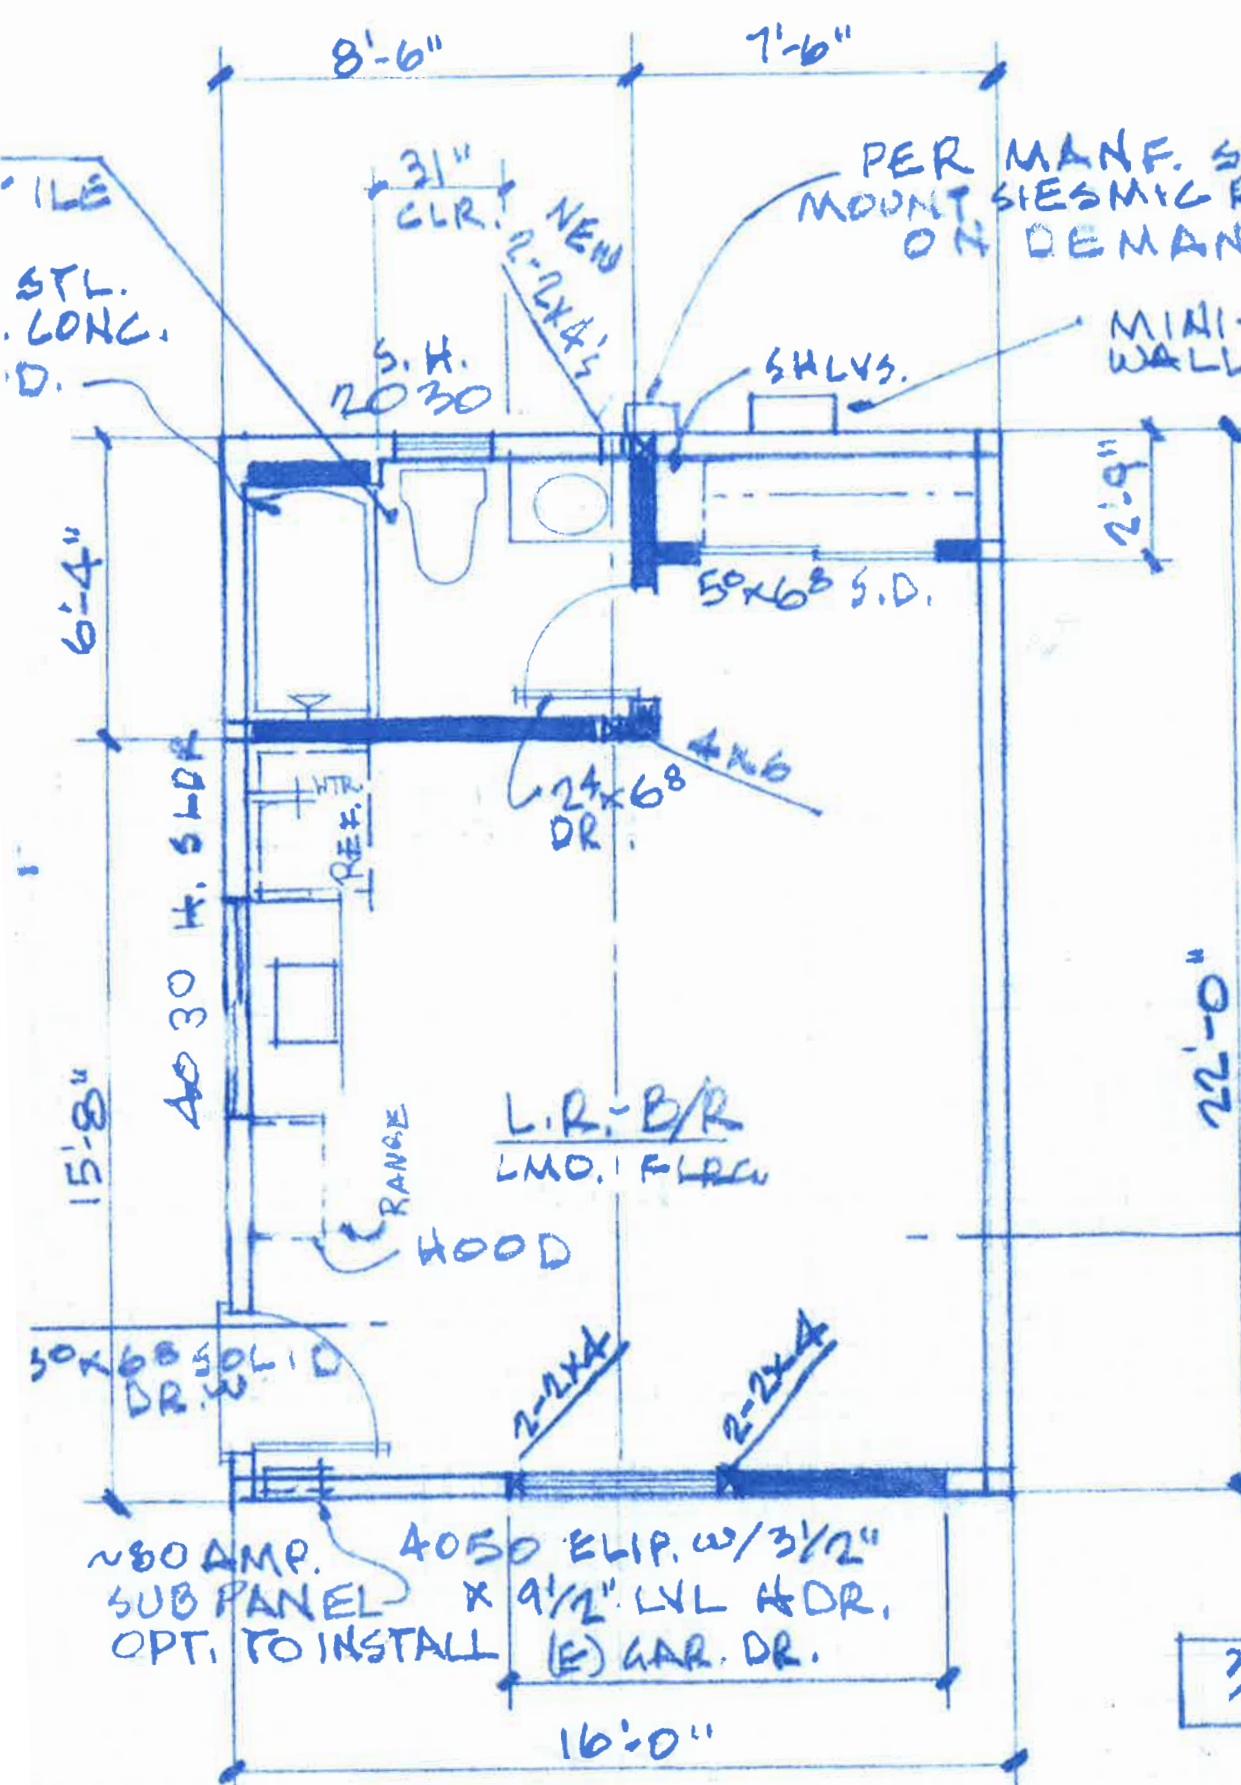 8'-6"
7'-6"
31"
CLR.
NEW
2-2x4's
PER MANF. S
MOUNT SIESMIC
ON DEMAN
ILE
STL.
. CONC.
D.
S.H.
2030
SHLVS.
MINI-
WALL
6'-4"
2'-9"
5⁰x6⁸ S.D.
4x6
2⁴x6⁸
DR.
WTR
REF.
4030 H. SLDR
15'-8"
22'-0"
L.R.- B/R
LMO. FLRG
RANGE
HOOD
3⁰x6⁸ SOLID
DR.W
2-2x4
2-2x4
~80 AMP.
SUB PANEL
OPT. TO INSTALL
4050 ELIP. W/3½"
X 9½" LVL HDR.
(E) GAR. DR.
16'-0"